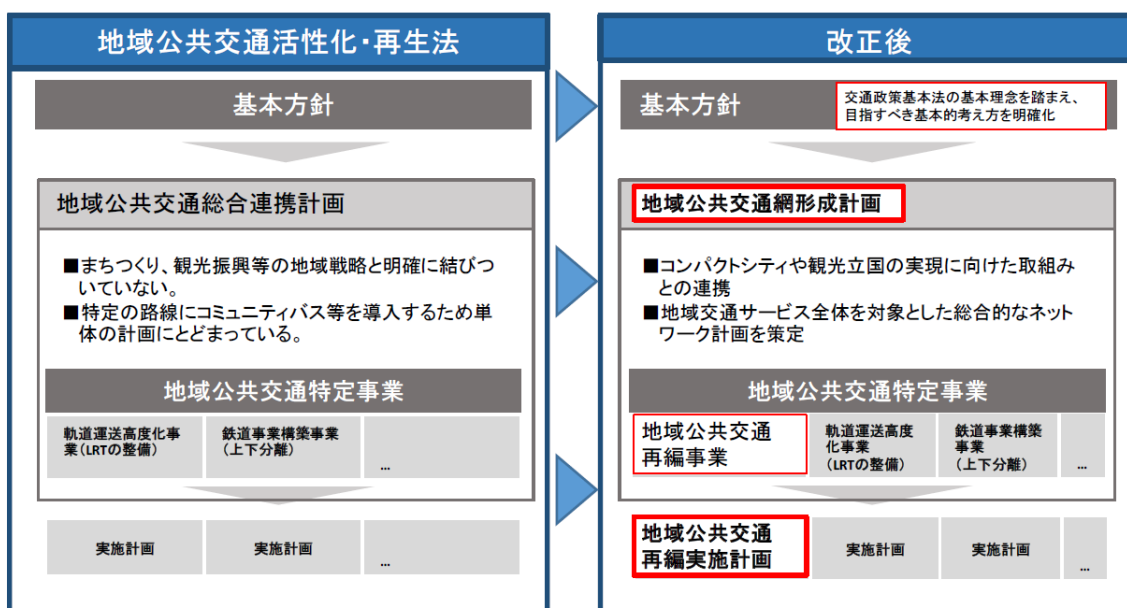 地域公共交通活性化・再生法
基本方針
地域公共交通総合連携計画
■まちつくり、観光振興等の地域戦略と明確に結びつ
いていない。
■特定の路線にコミュニティバス等を導入するため単
体の計画にとどまっている。
地域公共交通特定事業
軌道運送高度化事
業(LRTの整備)
鉄道事業構築事業
(上下分離)
...
実施計画
実施計画
...
改正後
基本方針
交通政策基本法の基本理念を踏まえ、
目指すべき基本的考え方を明確化
地域公共交通網形成計画
■コンパクトシティや観光立国の実現に向けた取組み
との連携
■地域交通サービス全体を対象とした総合的なネット
ワーク計画を策定
地域公共交通特定事業
地域公共交通
再編事業
軌道運送高度
化事業
(LRTの整備)
鉄道事業構築
事業
(上下分離)
...
地域公共交通
再編実施計画
実施計画
実施計画
...